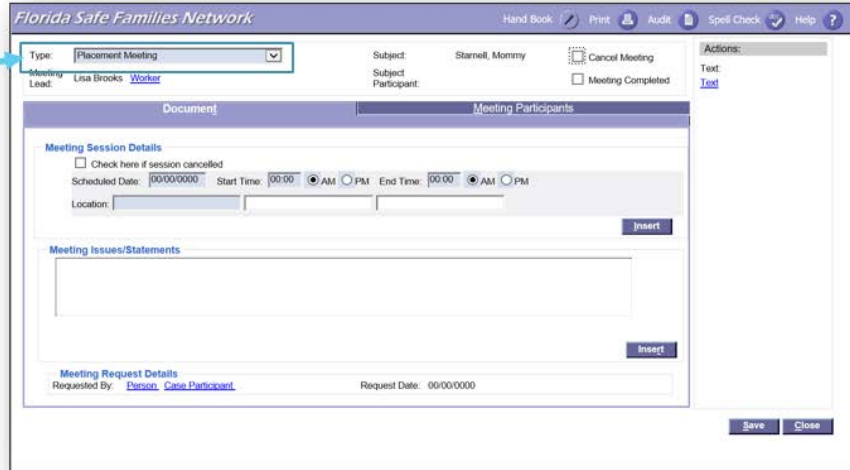 Florida Safe Families Network Hand Book Print Audit Spell Check Help ?
Type: Placement Meeting Subject: Starnell, Mommy Cancel Meeting
Meeting Lead: Lisa Brooks Worker Subject Participant: Meeting Completed
Actions:
Text:
Text
Document Meeting Participants
Meeting Session Details
Check here if session cancelled
Scheduled Date: 00/00/0000 Start Time: 00:00 AM PM End Time: 00:00 AM PM
Location:
Insert
Meeting Issues/Statements
Insert
Meeting Request Details
Requested By: Person Case Participant Request Date: 00/00/0000
Save Close